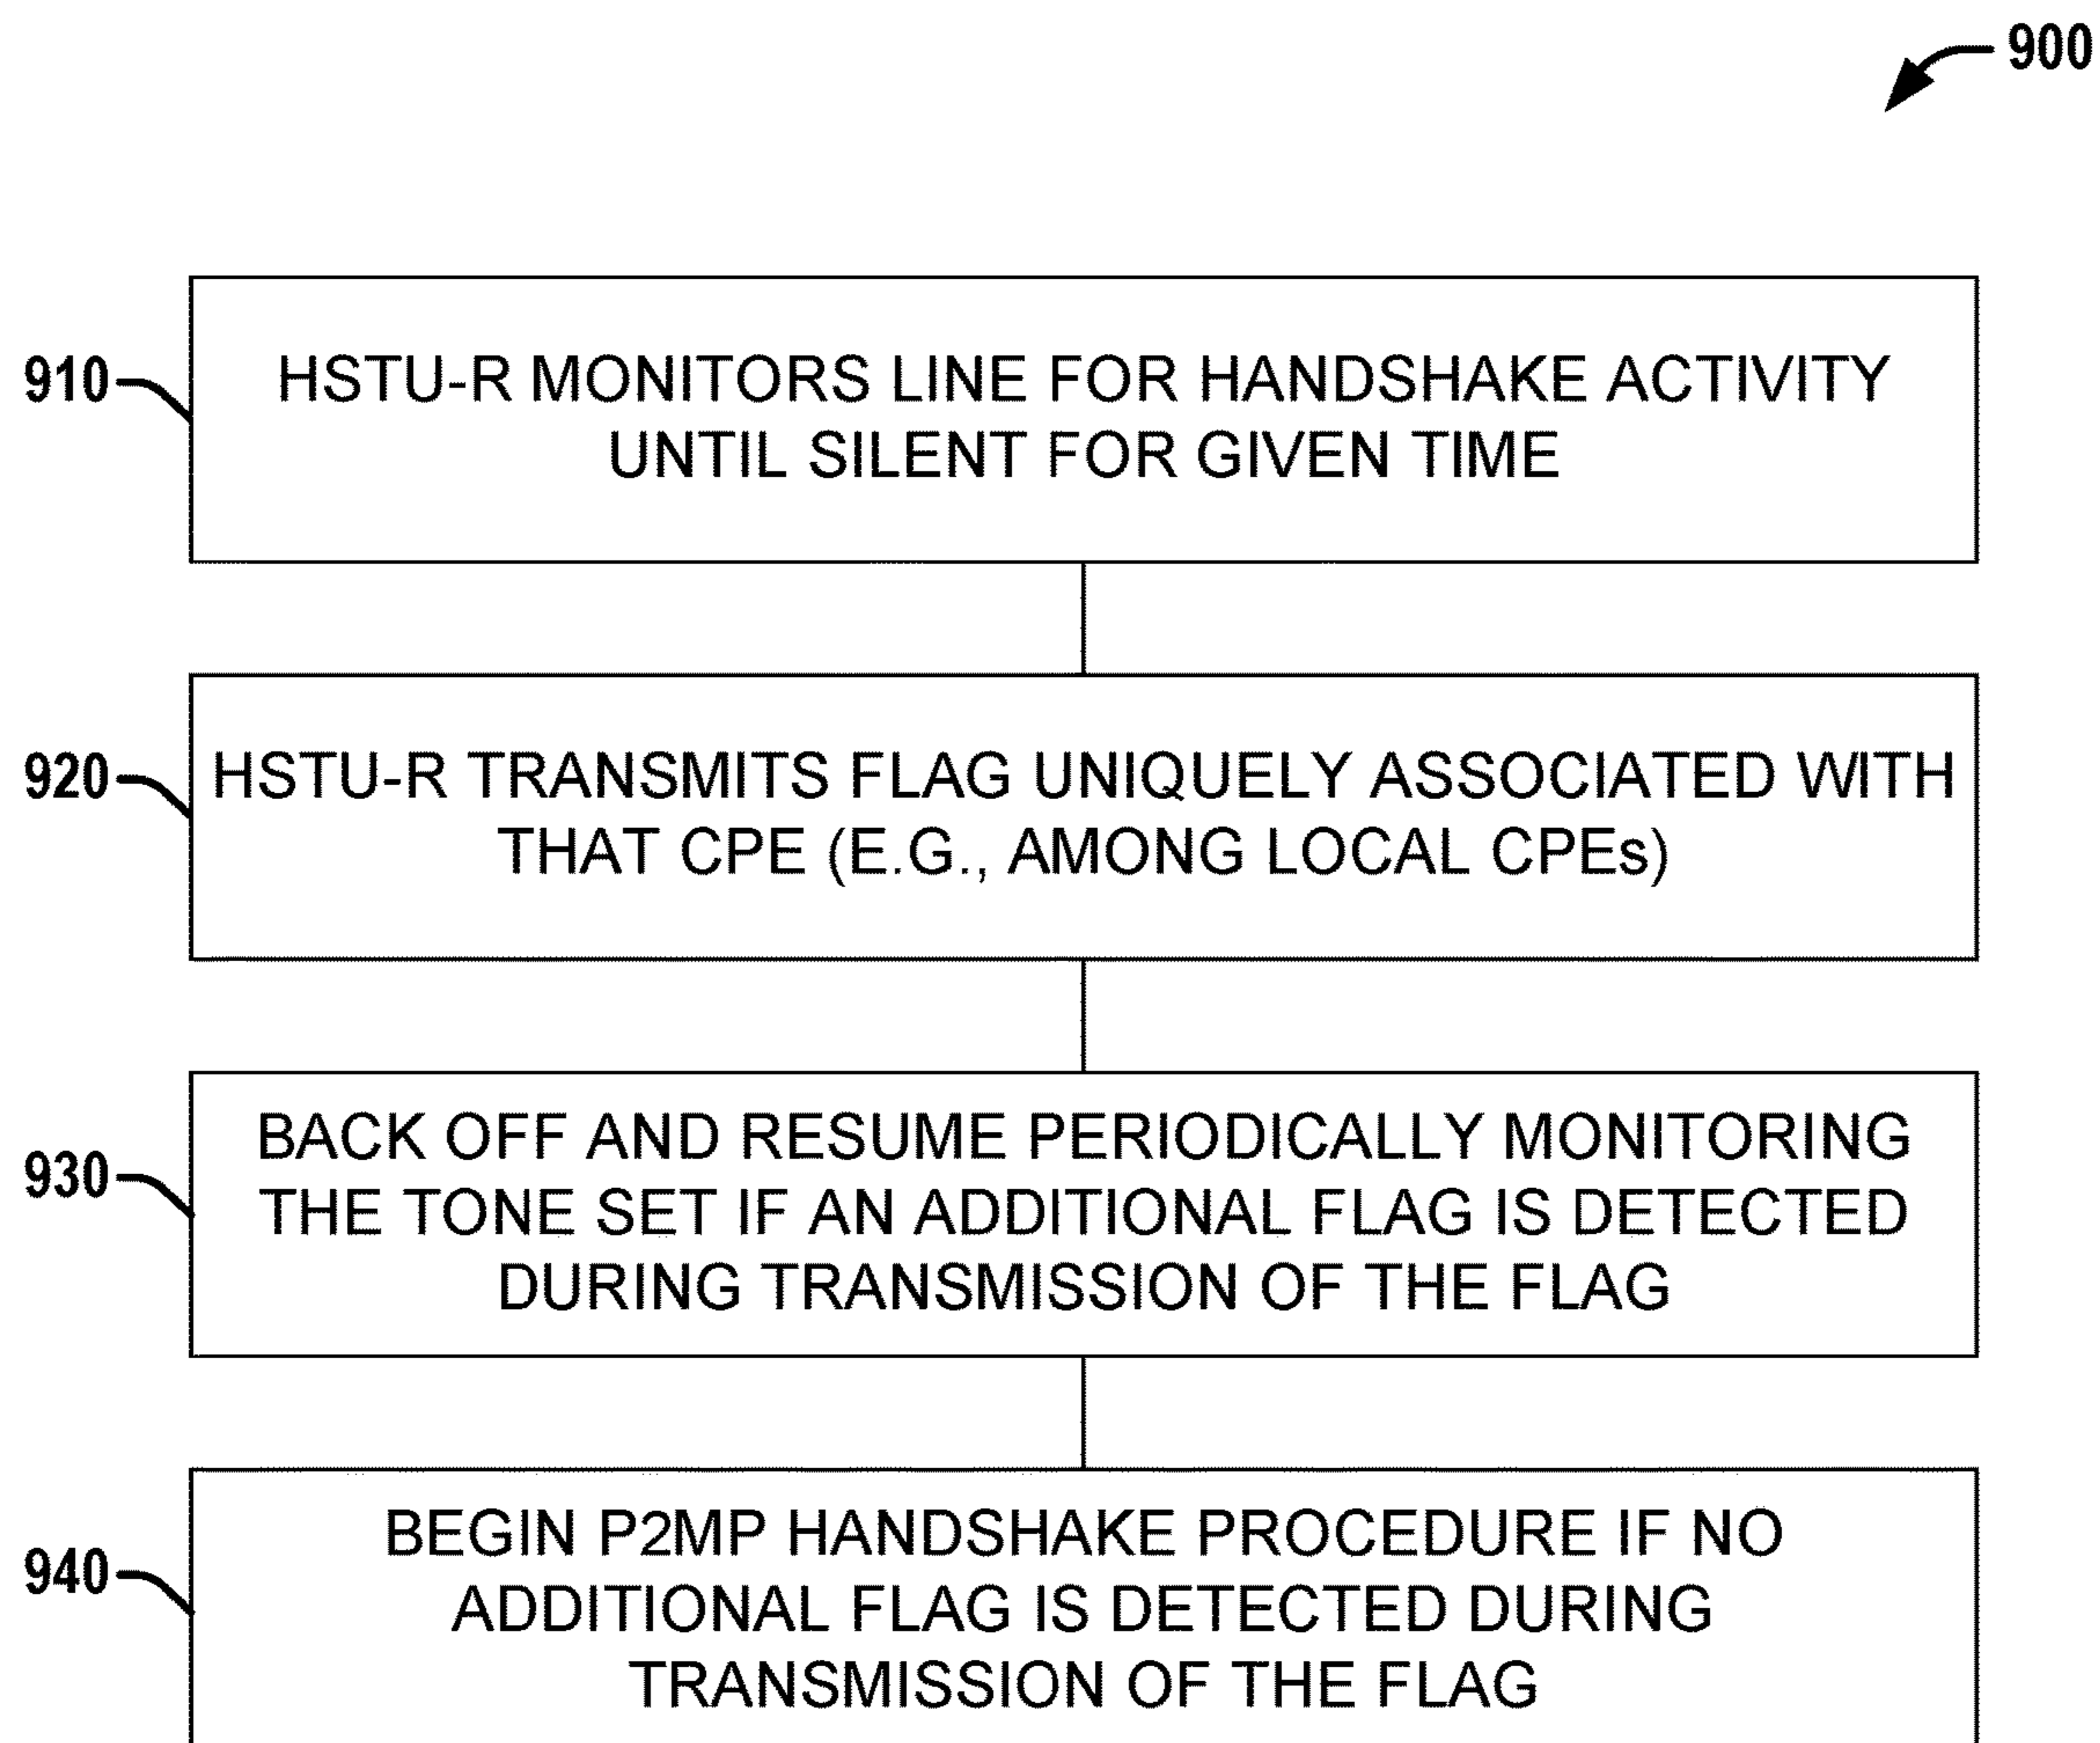 900
910
HSTU-R MONITORS LINE FOR HANDSHAKE ACTIVITY
UNTIL SILENT FOR GIVEN TIME
920
HSTU-R TRANSMITS FLAG UNIQUELY ASSOCIATED WITH
THAT CPE (E.G., AMONG LOCAL CPEs)
930
BACK OFF AND RESUME PERIODICALLY MONITORING
THE TONE SET IF AN ADDITIONAL FLAG IS DETECTED
DURING TRANSMISSION OF THE FLAG
940
BEGIN P2MP HANDSHAKE PROCEDURE IF NO
ADDITIONAL FLAG IS DETECTED DURING
TRANSMISSION OF THE FLAG